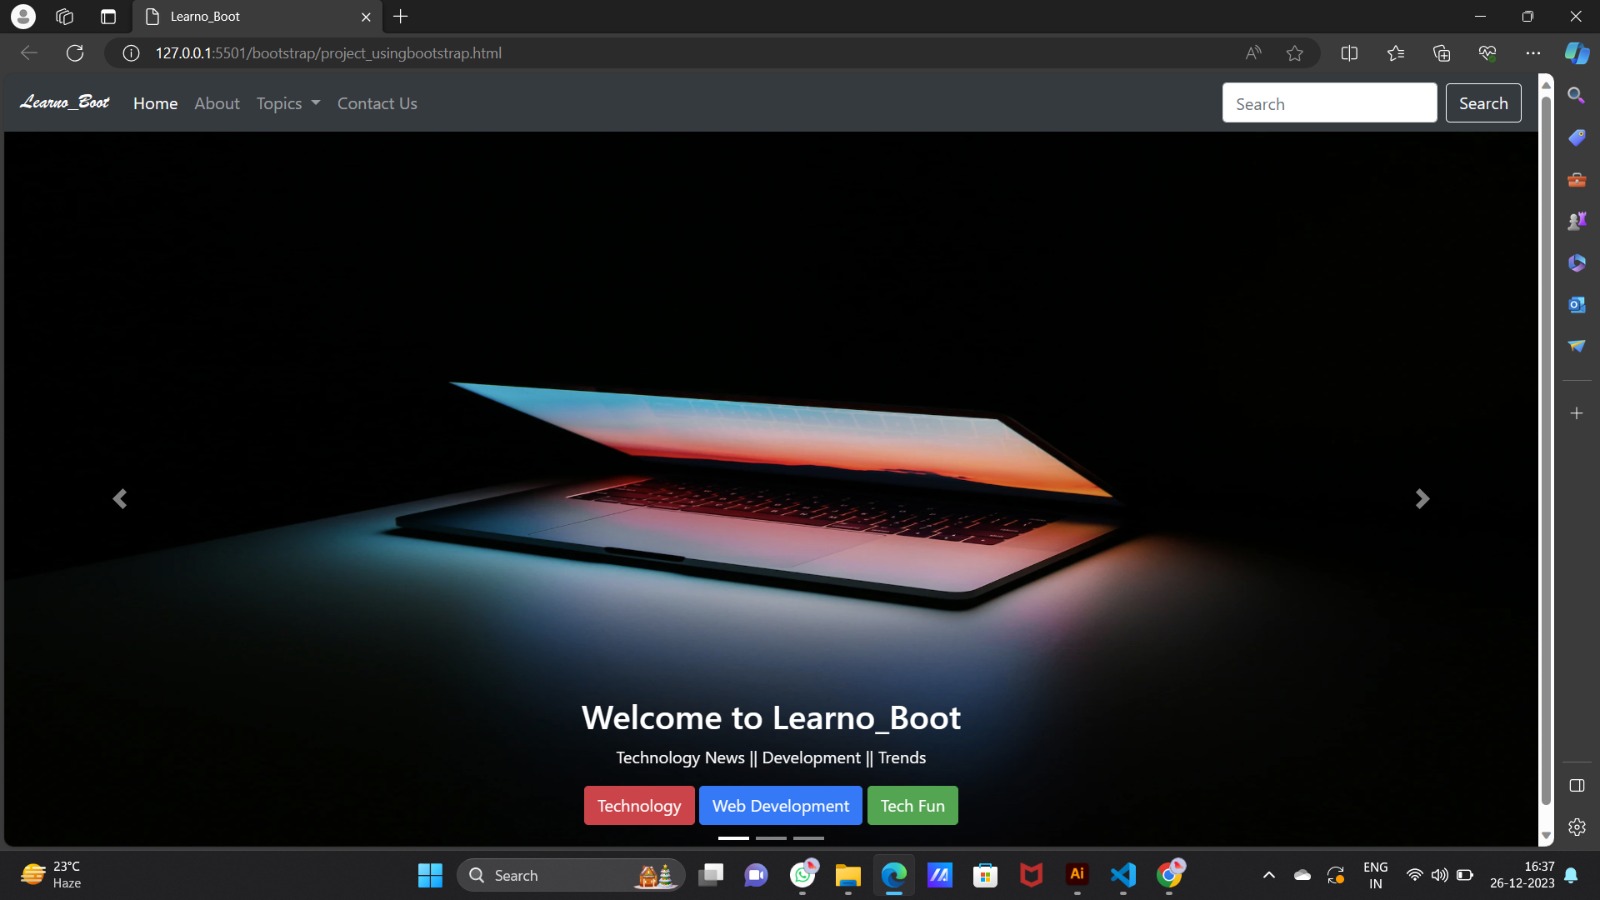 Learno_Boot
127.0.0.1:5501/bootstrap/project_usingbootstrap.html
Learno_Boot Home About Topics Contact Us Search Search
Welcome to Learno_Boot
Technology News || Development || Trends
Technology Web Development Tech Fun
23°C
Haze
Search
Ai
ENG
IN
16:37
26-12-2023